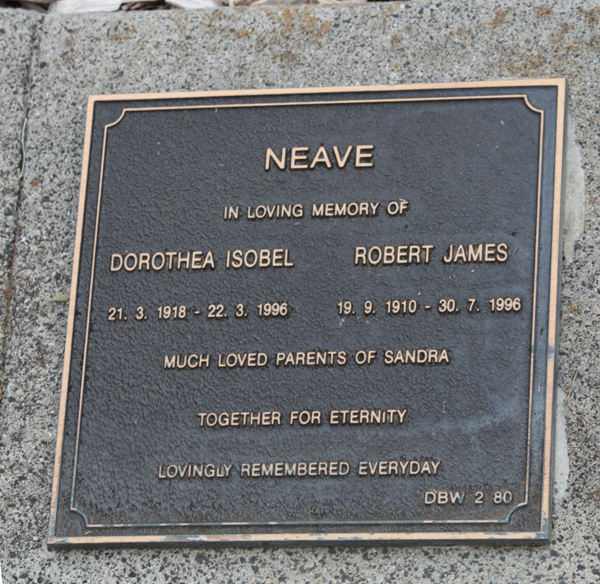 NEAVE
IN LOVING MEMORY OF
DOROTHEA ISOBEL ROBERT JAMES
21. 3. 1918 - 22. 3. 1996 19. 9. 1910 - 30. 7. 1996
MUCH LOVED PARENTS OF SANDRA
TOGETHER FOR ETERNITY
LOVINGLY REMEMBERED EVERYDAY
DBW 2 80